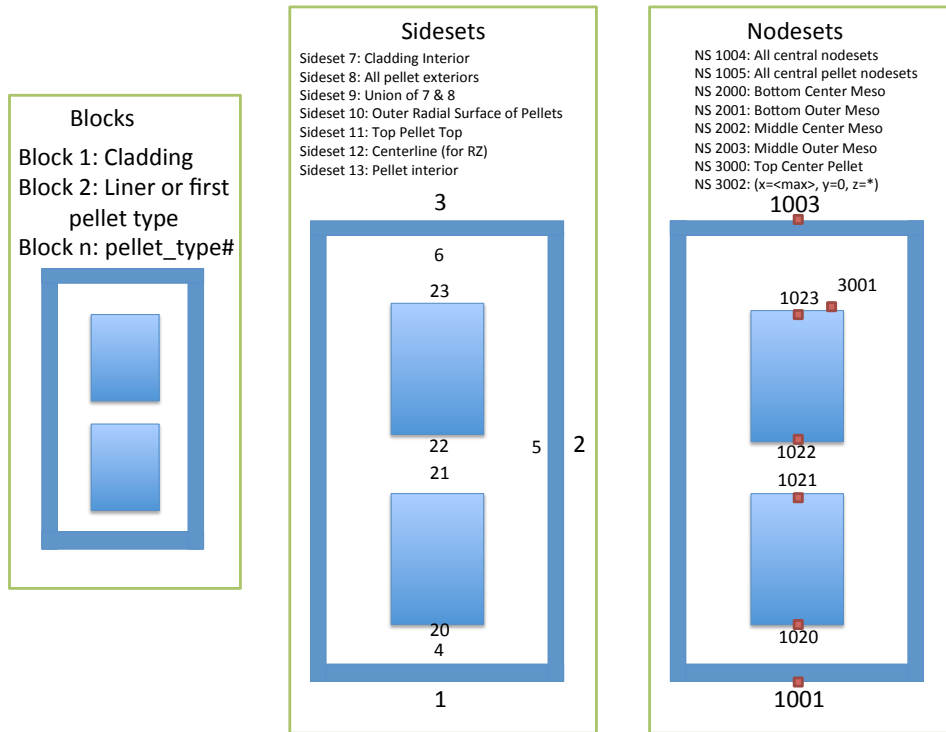 Blocks
Block 1: Cladding
Block 2: Liner or first
pellet type
Block n: pellet_type#
Sidesets
Sideset 7: Cladding Interior
Sideset 8: All pellet exteriors
Sideset 9: Union of 7 & 8
Sideset 10: Outer Radial Surface of Pellets
Sideset 11: Top Pellet Top
Sideset 12: Centerline (for RZ)
Sideset 13: Pellet interior
3
6
23
22
5
2
21
20
4
1
Nodesets
NS 1004: All central nodesets
NS 1005: All central pellet nodesets
NS 2000: Bottom Center Meso
NS 2001: Bottom Outer Meso
NS 2002: Middle Center Meso
NS 2003: Middle Outer Meso
NS 3000: Top Center Pellet
NS 3002: (x=<max>, y=0, z=*)
1003
3001
1023
1022
1021
1020
1001